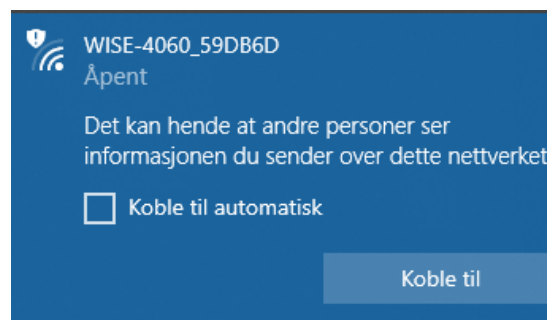 WISE-4060_59DB6D
Åpent
Det kan hende at andre personer ser
informasjonen du sender over dette nettverket
Koble til automatisk
Koble til